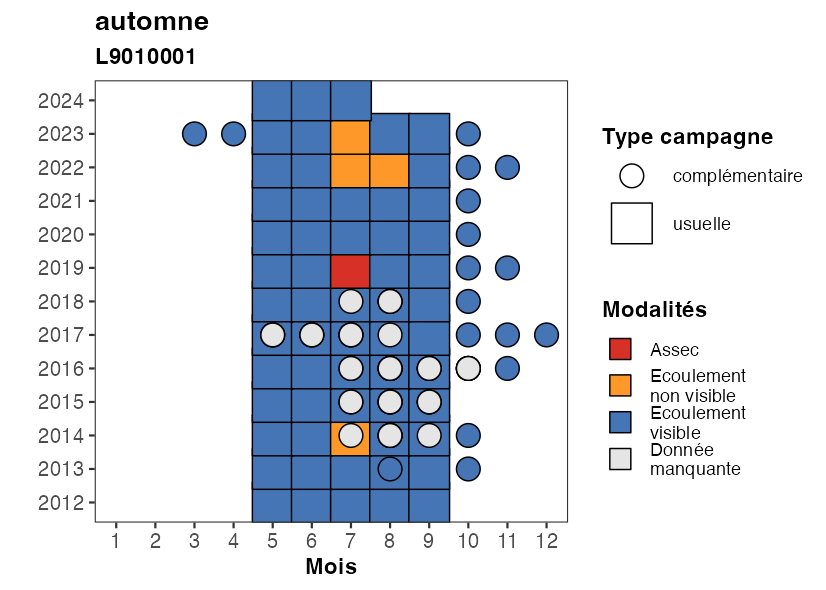 automne
L9010001
2024
2023
2022
2021
2020
2019
2018
2017
2016
2015
2014
2013
2012
1 2 3 4 5 6 7 8 9 10 11 12
Mois
Type campagne
complémentaire
usuelle
Modalités
Assec
Ecoulement
non visible
Ecoulement
visible
Donnée
manquante